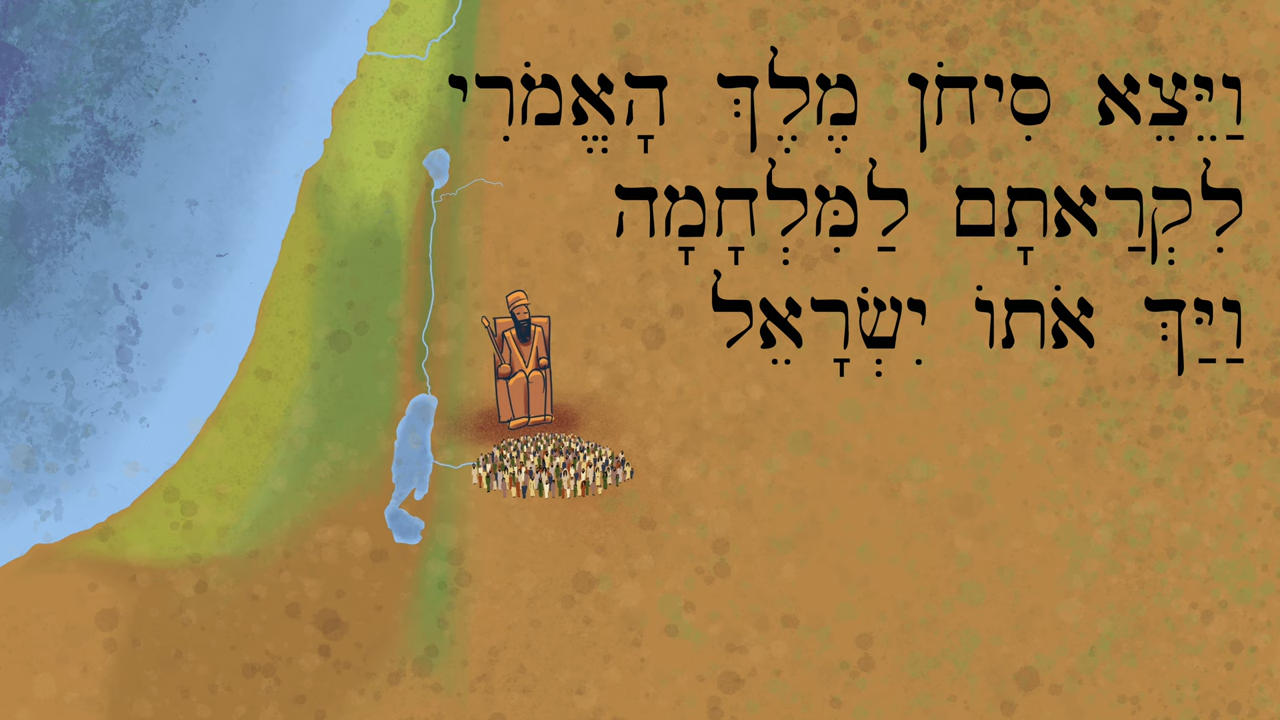 וַיֵּצֵא סִיחֹן מֶלֶךְ הָאֱמֹרִי
לִקְרַאתָם לַמִּלְחָמָה
וַיַּךְ אֹתוֹ יִשְׂרָאֵל